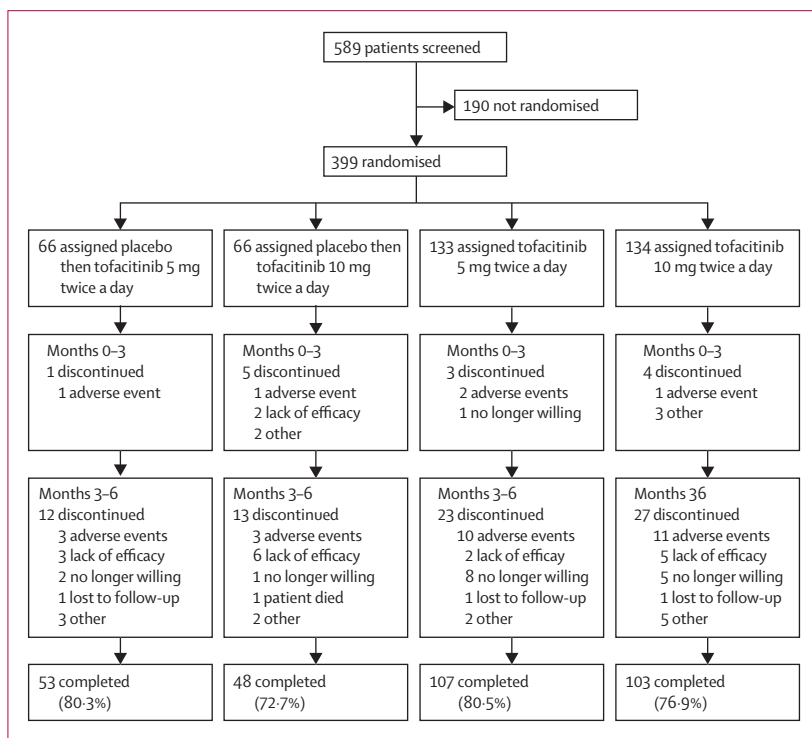 589 patients screened
190 not randomised
399 randomised
66 assigned placebo
then tofacitinib 5 mg
twice a day
66 assigned placebo then
tofacitinib 10 mg
twice a day
133 assigned tofacitinib
5 mg twice a day
134 assigned tofacitinib
10 mg twice a day
Months 0–3
1 discontinued
1 adverse event
Months 0–3
5 discontinued
1 adverse event
2 lack of efficacy
2 other
Months 0–3
3 discontinued
2 adverse events
1 no longer willing
Months 0–3
4 discontinued
1 adverse event
3 other
Months 3–6
12 discontinued
3 adverse events
3 lack of efficacy
2 no longer willing
1 lost to follow-up
3 other
Months 3–6
13 discontinued
3 adverse events
6 lack of efficacy
1 no longer willing
1 patient died
2 other
Months 3–6
23 discontinued
10 adverse events
2 lack of efficay
8 no longer willing
1 lost to follow-up
2 other
Months 36
27 discontinued
11 adverse events
5 lack of efficacy
5 no longer willing
1 lost to follow-up
5 other
53 completed
(80·3%)
48 completed
(72·7%)
107 completed
(80·5%)
103 completed
(76·9%)